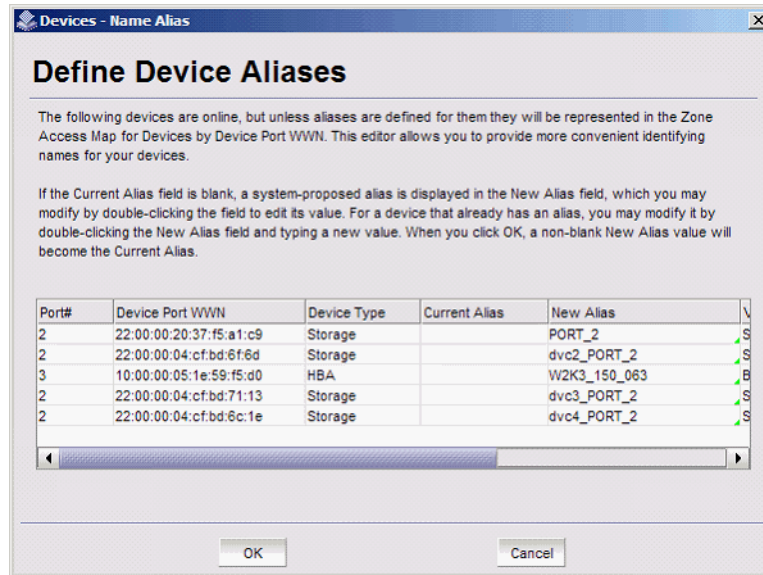 Devices - Name Alias
Define Device Aliases
The following devices are online, but unless aliases are defined for them they will be represented in the Zone
Access Map for Devices by Device Port WWN. This editor allows you to provide more convenient identifying
names for your devices.
If the Current Alias field is blank, a system-proposed alias is displayed in the New Alias field, which you may
modify by double-clicking the field to edit its value. For a device that already has an alias, you may modify it by
double-clicking the New Alias field and typing a new value. When you click OK, a non-blank New Alias value will
become the Current Alias.
Port# Device Port WWN Device Type Current Alias New Alias
2 22:00:00:20:37:f5:a1:c9 Storage PORT_2 S
2 22:00:00:04:cf:bd:6f:6d Storage dvc2_PORT_2 S
3 10:00:00:05:1e:59:f5:d0 HBA W2K3_150_063 B
2 22:00:00:04:cf:bd:71:13 Storage dvc3_PORT_2 S
2 22:00:00:04:cf:bd:6c:1e Storage dvc4_PORT_2 S
OK Cancel